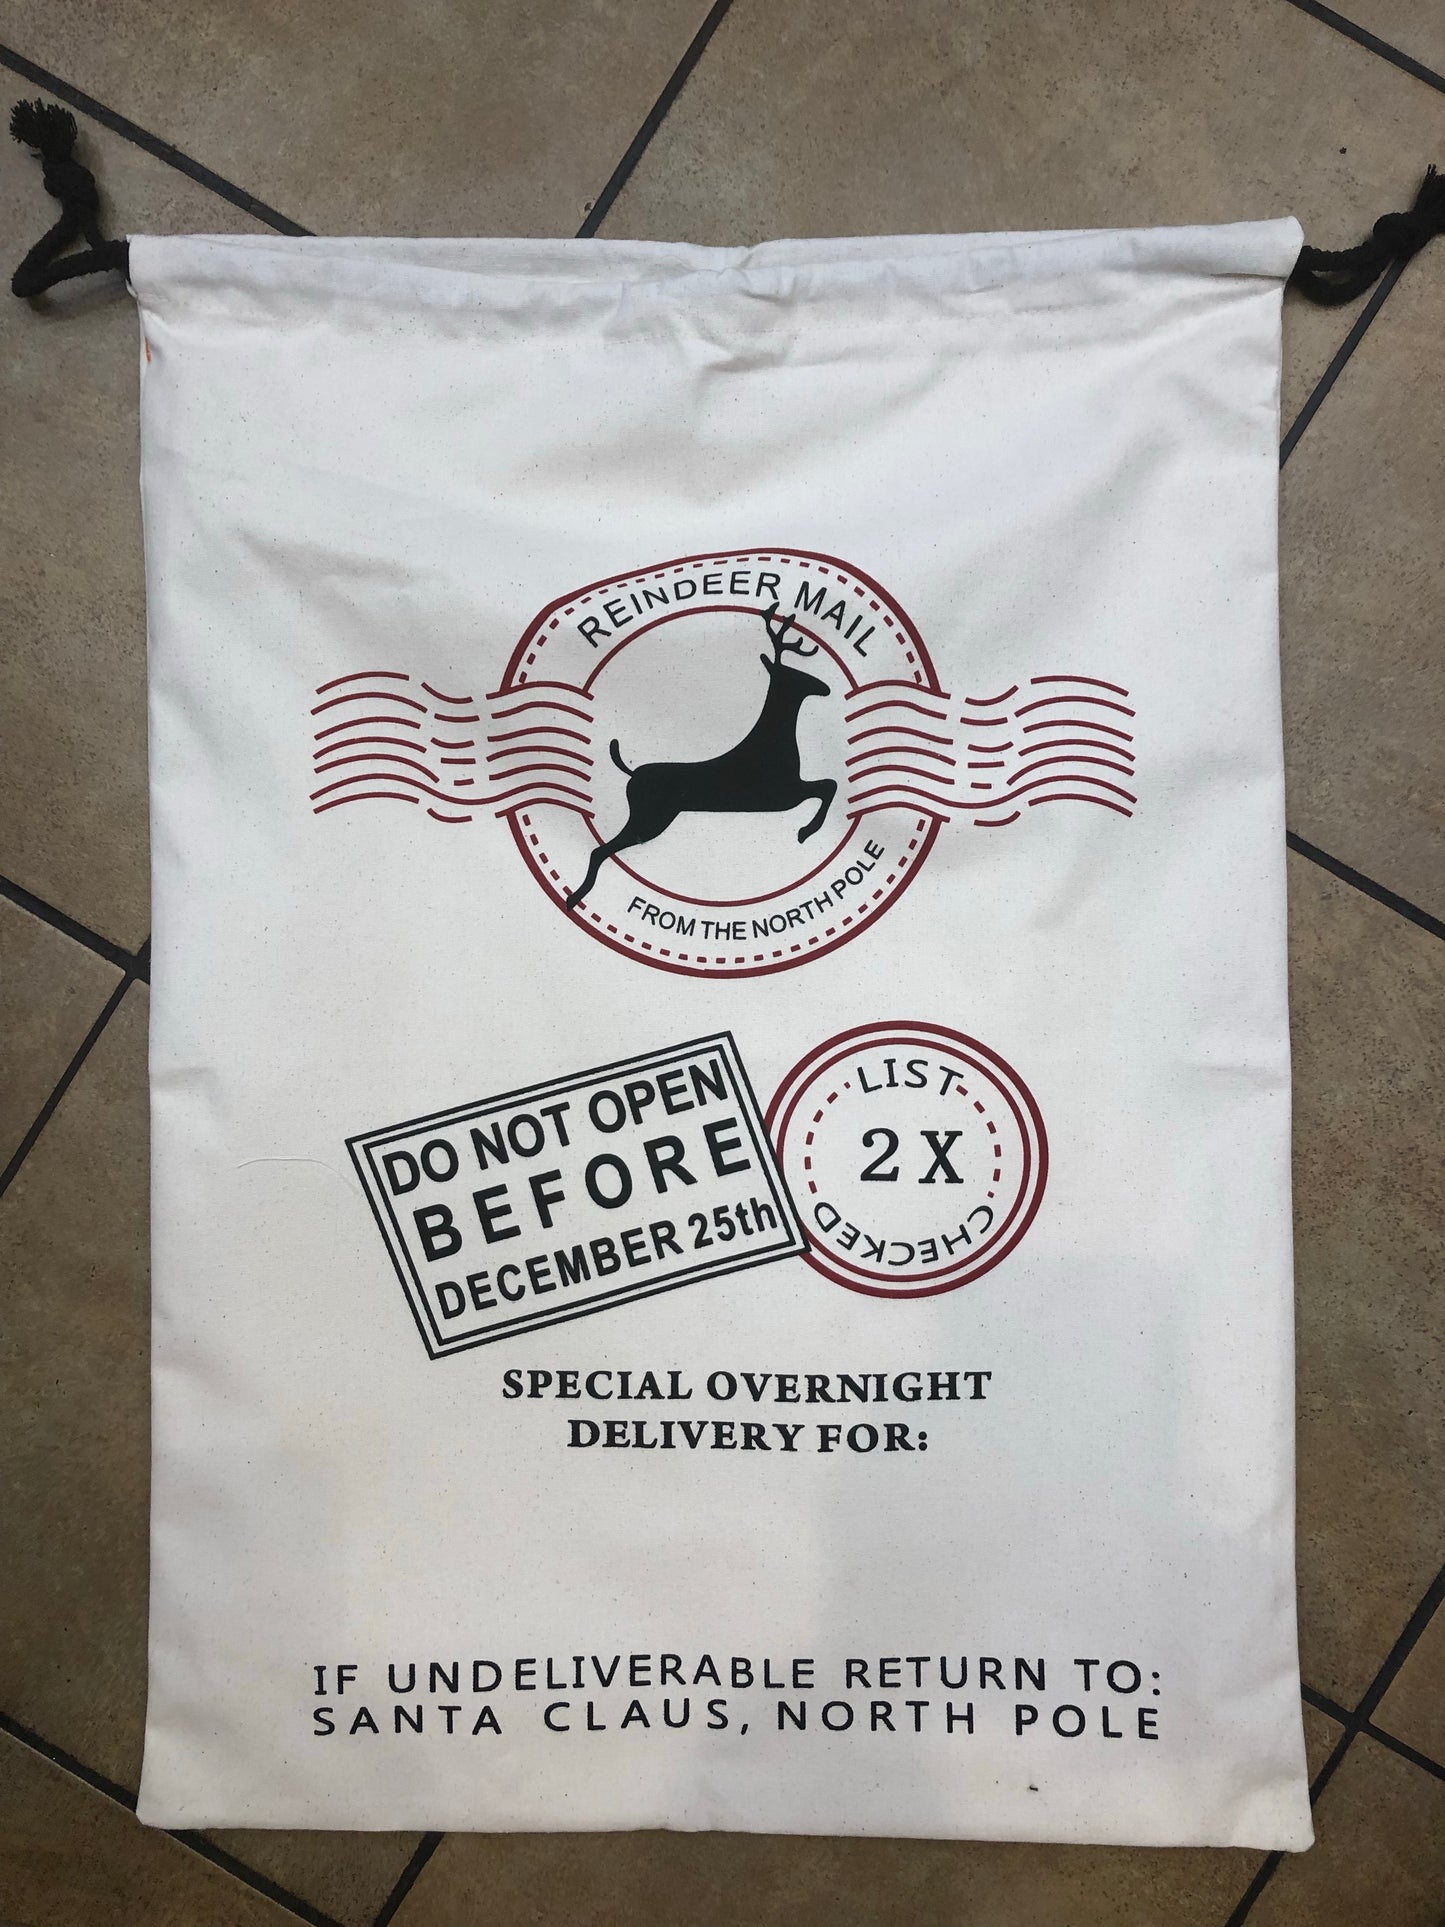 REINDEER MAIL
FROM THE NORTH POLE
DO NOT OPEN
BEFORE
DECEMBER 25th
LIST
2 X
CHECKED
SPECIAL OVERNIGHT
DELIVERY FOR:
IF UNDELIVERABLE RETURN TO:
SANTA CLAUS, NORTH POLE